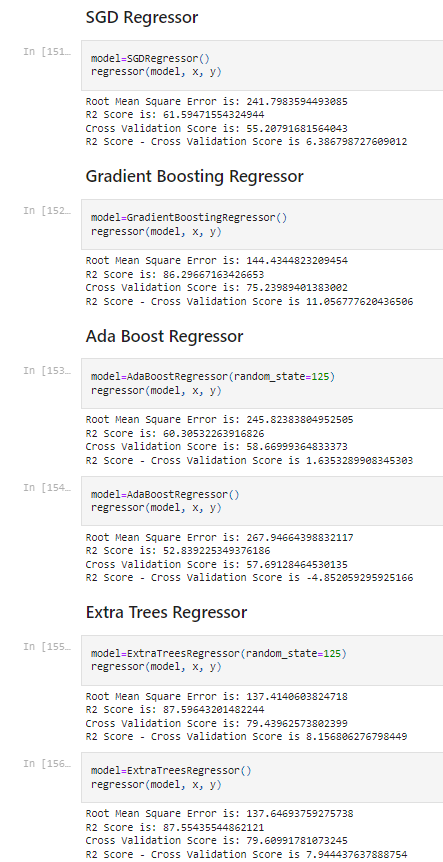 SGD Regressor
In [151…
model=SGDRegressor()
regressor(model, x, y)
Root Mean Square Error is: 241.7983594493085
R2 Score is: 61.59471554324944
Cross Validation Score is: 55.20791681564043
R2 Score - Cross Validation Score is 6.386798727609012
Gradient Boosting Regressor
In [152…
model=GradientBoostingRegressor()
regressor(model, x, y)
Root Mean Square Error is: 144.4344823209454
R2 Score is: 86.29667163426653
Cross Validation Score is: 75.23989401383002
R2 Score - Cross Validation Score is 11.056777620436506
Ada Boost Regressor
In [153…
model=AdaBoostRegressor(random_state=125)
regressor(model, x, y)
Root Mean Square Error is: 245.82383804952505
R2 Score is: 60.30532263916826
Cross Validation Score is: 58.66999364833373
R2 Score - Cross Validation Score is 1.6353289908345303
In [154…
model=AdaBoostRegressor()
regressor(model, x, y)
Root Mean Square Error is: 267.94664398832117
R2 Score is: 52.839225349376186
Cross Validation Score is: 57.69128464530135
R2 Score - Cross Validation Score is -4.852059295925166
Extra Trees Regressor
In [155…
model=ExtraTreesRegressor(random_state=125)
regressor(model, x, y)
Root Mean Square Error is: 137.4140603824718
R2 Score is: 87.59643201482244
Cross Validation Score is: 79.43962573802399
R2 Score - Cross Validation Score is 8.156806276798449
In [156…
model=ExtraTreesRegressor()
regressor(model, x, y)
Root Mean Square Error is: 137.64693759275738
R2 Score is: 87.55435544862121
Cross Validation Score is: 79.60991781073245
R2 Score - Cross Validation Score is 7.944437637888754